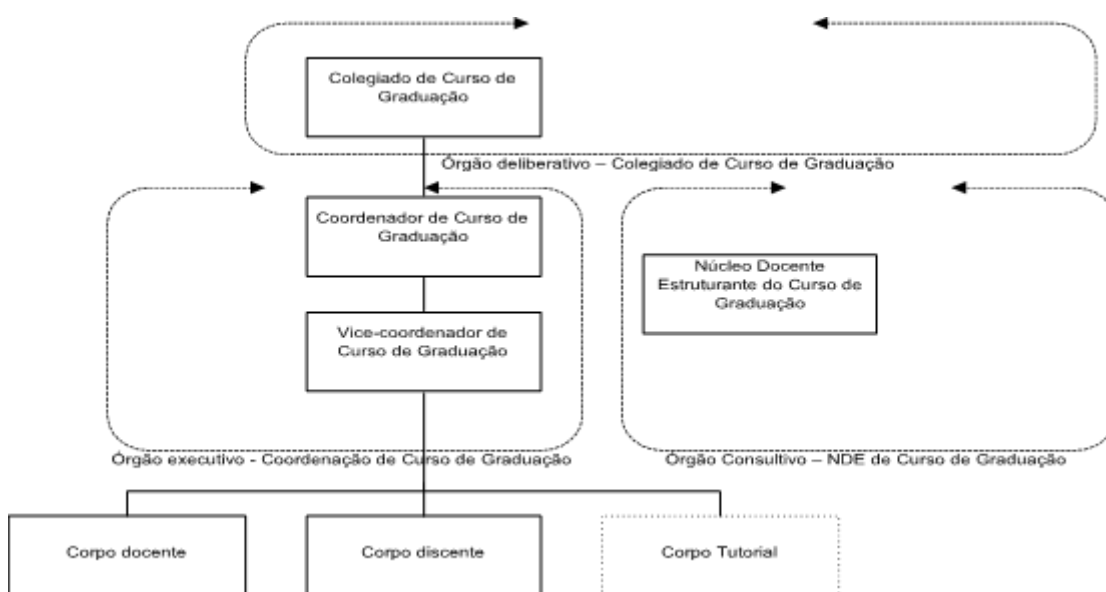 Colegiado de Curso de
Graduação
Órgão deliberativo – Colegiado de Curso de Graduação
Coordenador de Curso de
Graduação
Núcleo Docente
Estruturante do Curso de
Graduação
Vice-coordenador de
Curso de Graduação
Órgão executivo - Coordenação de Curso de Graduação
Órgão Consultivo – NDE de Curso de Graduação
Corpo docente
Corpo discente
Corpo Tutorial